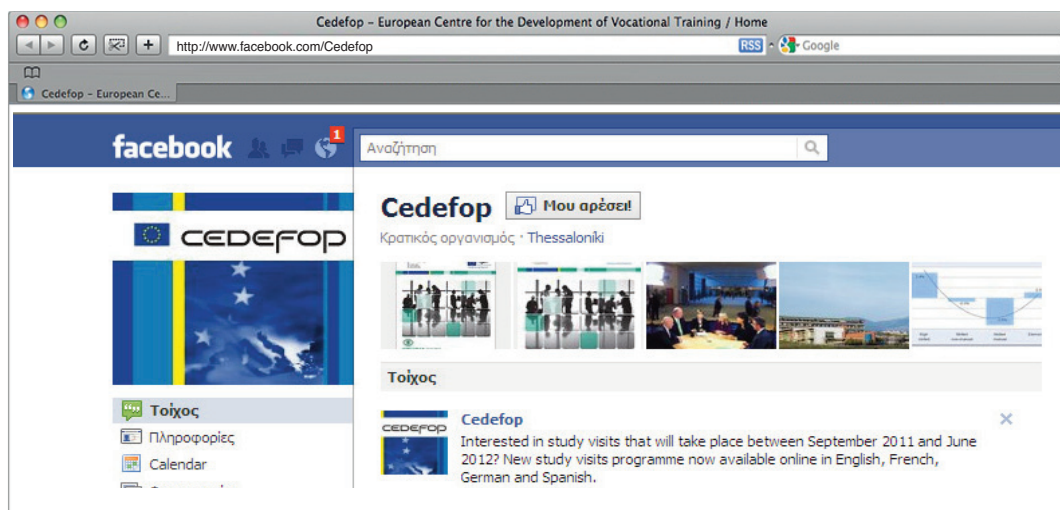 Cedefop – European Centre for the Development of Vocational Training / Home
http://www.facebook.com/Cedefop
RSS
Google
Cedefop – European Ce...
facebook
1
Αναζήτηση
CEDEFOP
Cedefop
Μου αρέσει!
Κρατικός οργανισμός · Thessaloníki
Τοίχος
Τοίχος
Πληροφορίες
Calendar
CEDEFOP
Cedefop
Interested in study visits that will take place between September 2011 and June
2012? New study visits programme now available online in English, French,
German and Spanish.